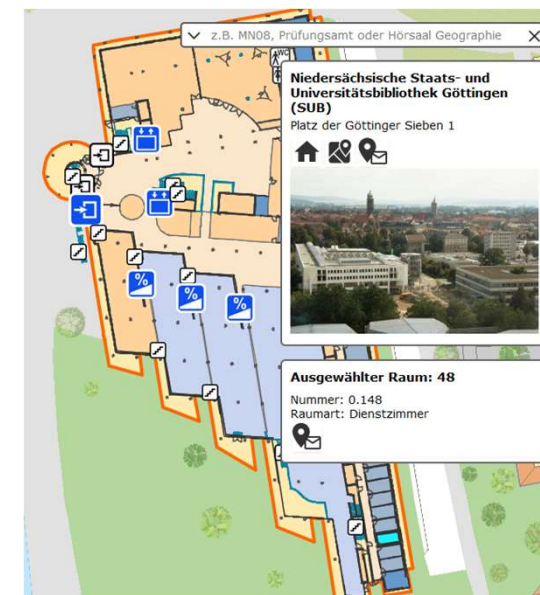 z.B. MN08, Prüfungsamt oder Hörsaal Geographie
WC
Niedersächsische Staats- und
Universitätsbibliothek Göttingen
(SUB)
Platz der Göttinger Sieben 1
%
%
%
Ausgewählter Raum: 48
Nummer: 0.148
Raumart: Dienstzimmer